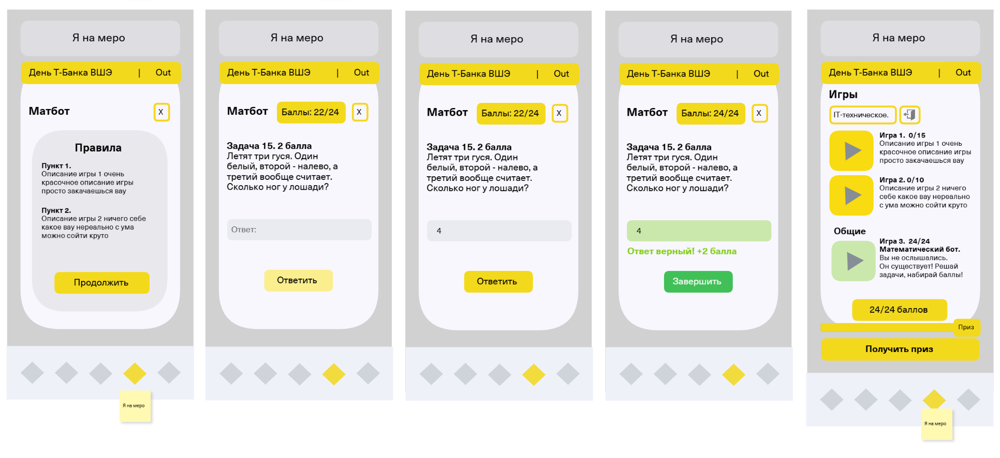 Я на меро
День Т-Банка ВШЭ | Out
Матбот X
Правила
Пункт 1.
Описание игры 1 очень
красочное описание игры
просто закачаешься вау
Пункт 2.
Описание игры 2 ничего себе
какое вау нереально с ума
можно сойти круто
Продолжить
Я на меро
Я на меро
День Т-Банка ВШЭ | Out
Матбот Баллы: 22/24 X
Задача 15. 2 балла
Летят три гуся. Один
белый, второй - налево, а
третий вообще считает.
Сколько ног у лошади?
Ответ:
Ответить
Я на меро
День Т-Банка ВШЭ | Out
Матбот Баллы: 22/24 X
Задача 15. 2 балла
Летят три гуся. Один
белый, второй - налево, а
третий вообще считает.
Сколько ног у лошади?
4
Ответить
Я на меро
День Т-Банка ВШЭ | Out
Матбот Баллы: 24/24 X
Задача 15. 2 балла
Летят три гуся. Один
белый, второй - налево, а
третий вообще считает.
Сколько ног у лошади?
4
Ответ верный! +2 балла
Завершить
Я на меро
День Т-Банка ВШЭ | Out
Игры
IT-техническое.
Игра 1. 0/15
Описание игры 1 очень
красочное описание игры
просто закачаешься вау
Игра 2. 0/10
Описание игры 2 ничего
себе какое вау нереально
с ума можно сойти круто
Общие
Игра 3. 24/24
Математический бот.
Вы не ослышались.
Он существует! Решай
задачи, набирай баллы!
24/24 баллов
Приз
Получить приз
Я на меро